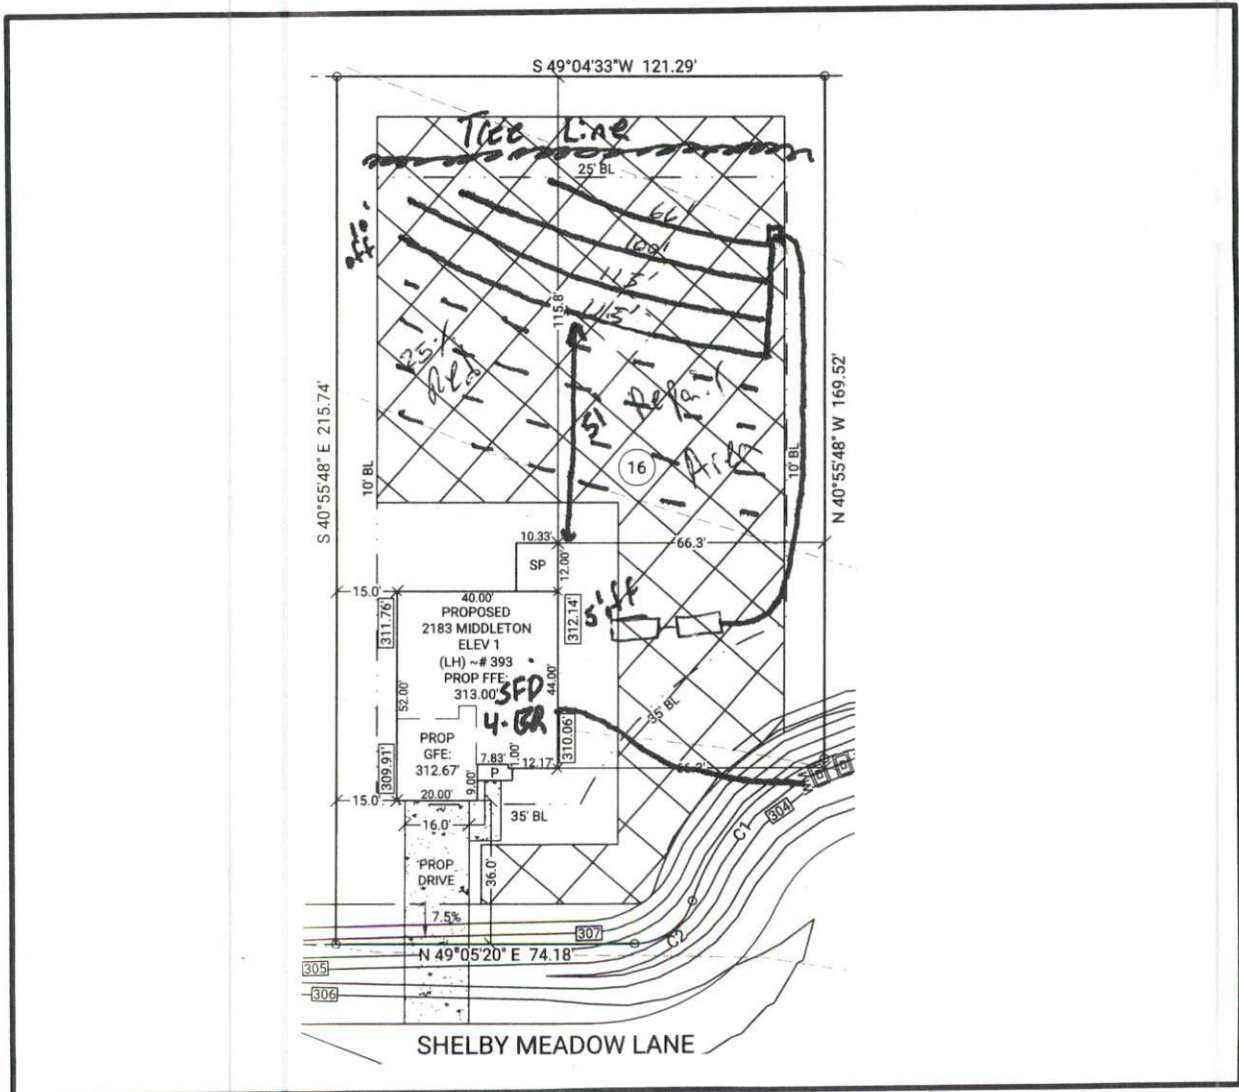 S 49°04'33"W 121.29'
Tree Line
25' BL
66'
100'
115'
115'
off 10'
115.8'
25%
Red
Repair
Area
51'
16
10' BL
10' BL
S 40°55'48" E 215.74'
N 40°55'48" W 169.52'
10.33'
66.3'
SP
12.00'
15.0'
40.00'
PROPOSED
2183 MIDDLETON
ELEV 1
(LH) ~# 393
PROP FFE:
313.00'
311.76'
312.14'
5' off
SFD
4-BR
52.00'
44.00'
35' BL
310.06'
309.91'
PROP
GFE:
312.67'
7.83'
1.00'
12.17'
66.3'
P
9.00'
20.00'
15.0'
16.0'
35' BL
W
304
C1
PROP
DRIVE
36.0'
7.5%
307
C2
N 49°05'20" E 74.18'
305
306
SHELBY MEADOW LANE